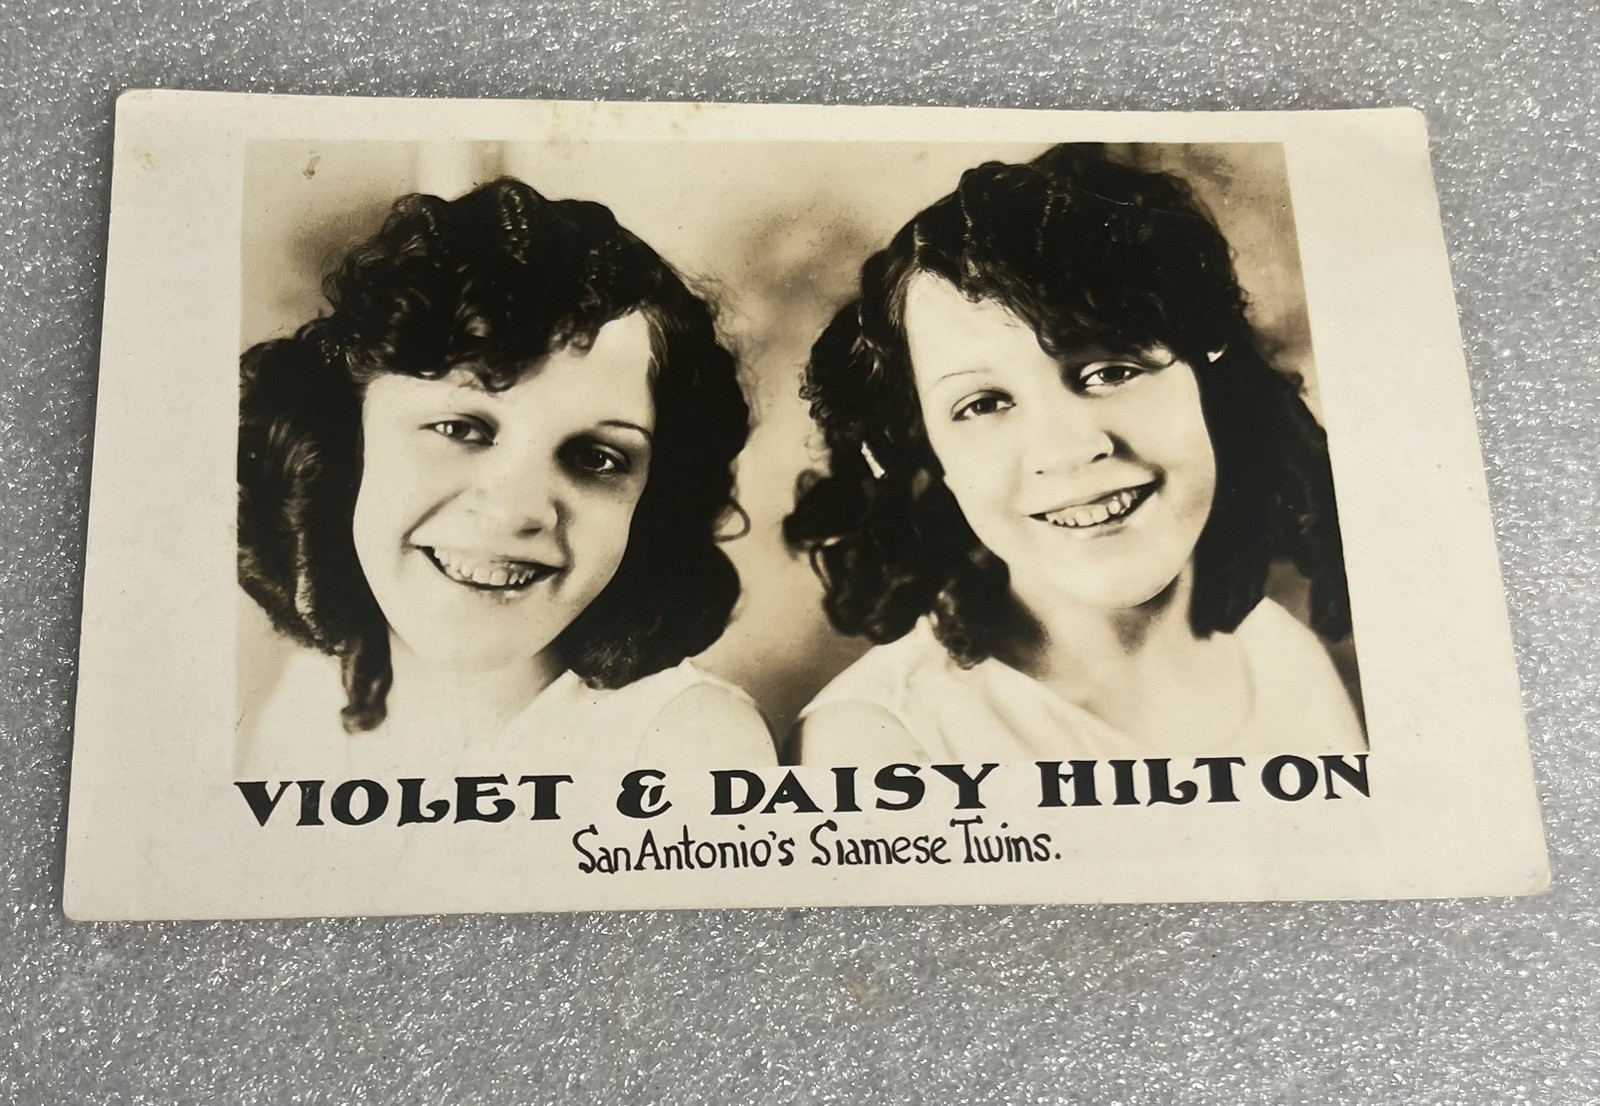 VIOLET & DAISY HILTON
San Antonio's Siamese Twins.